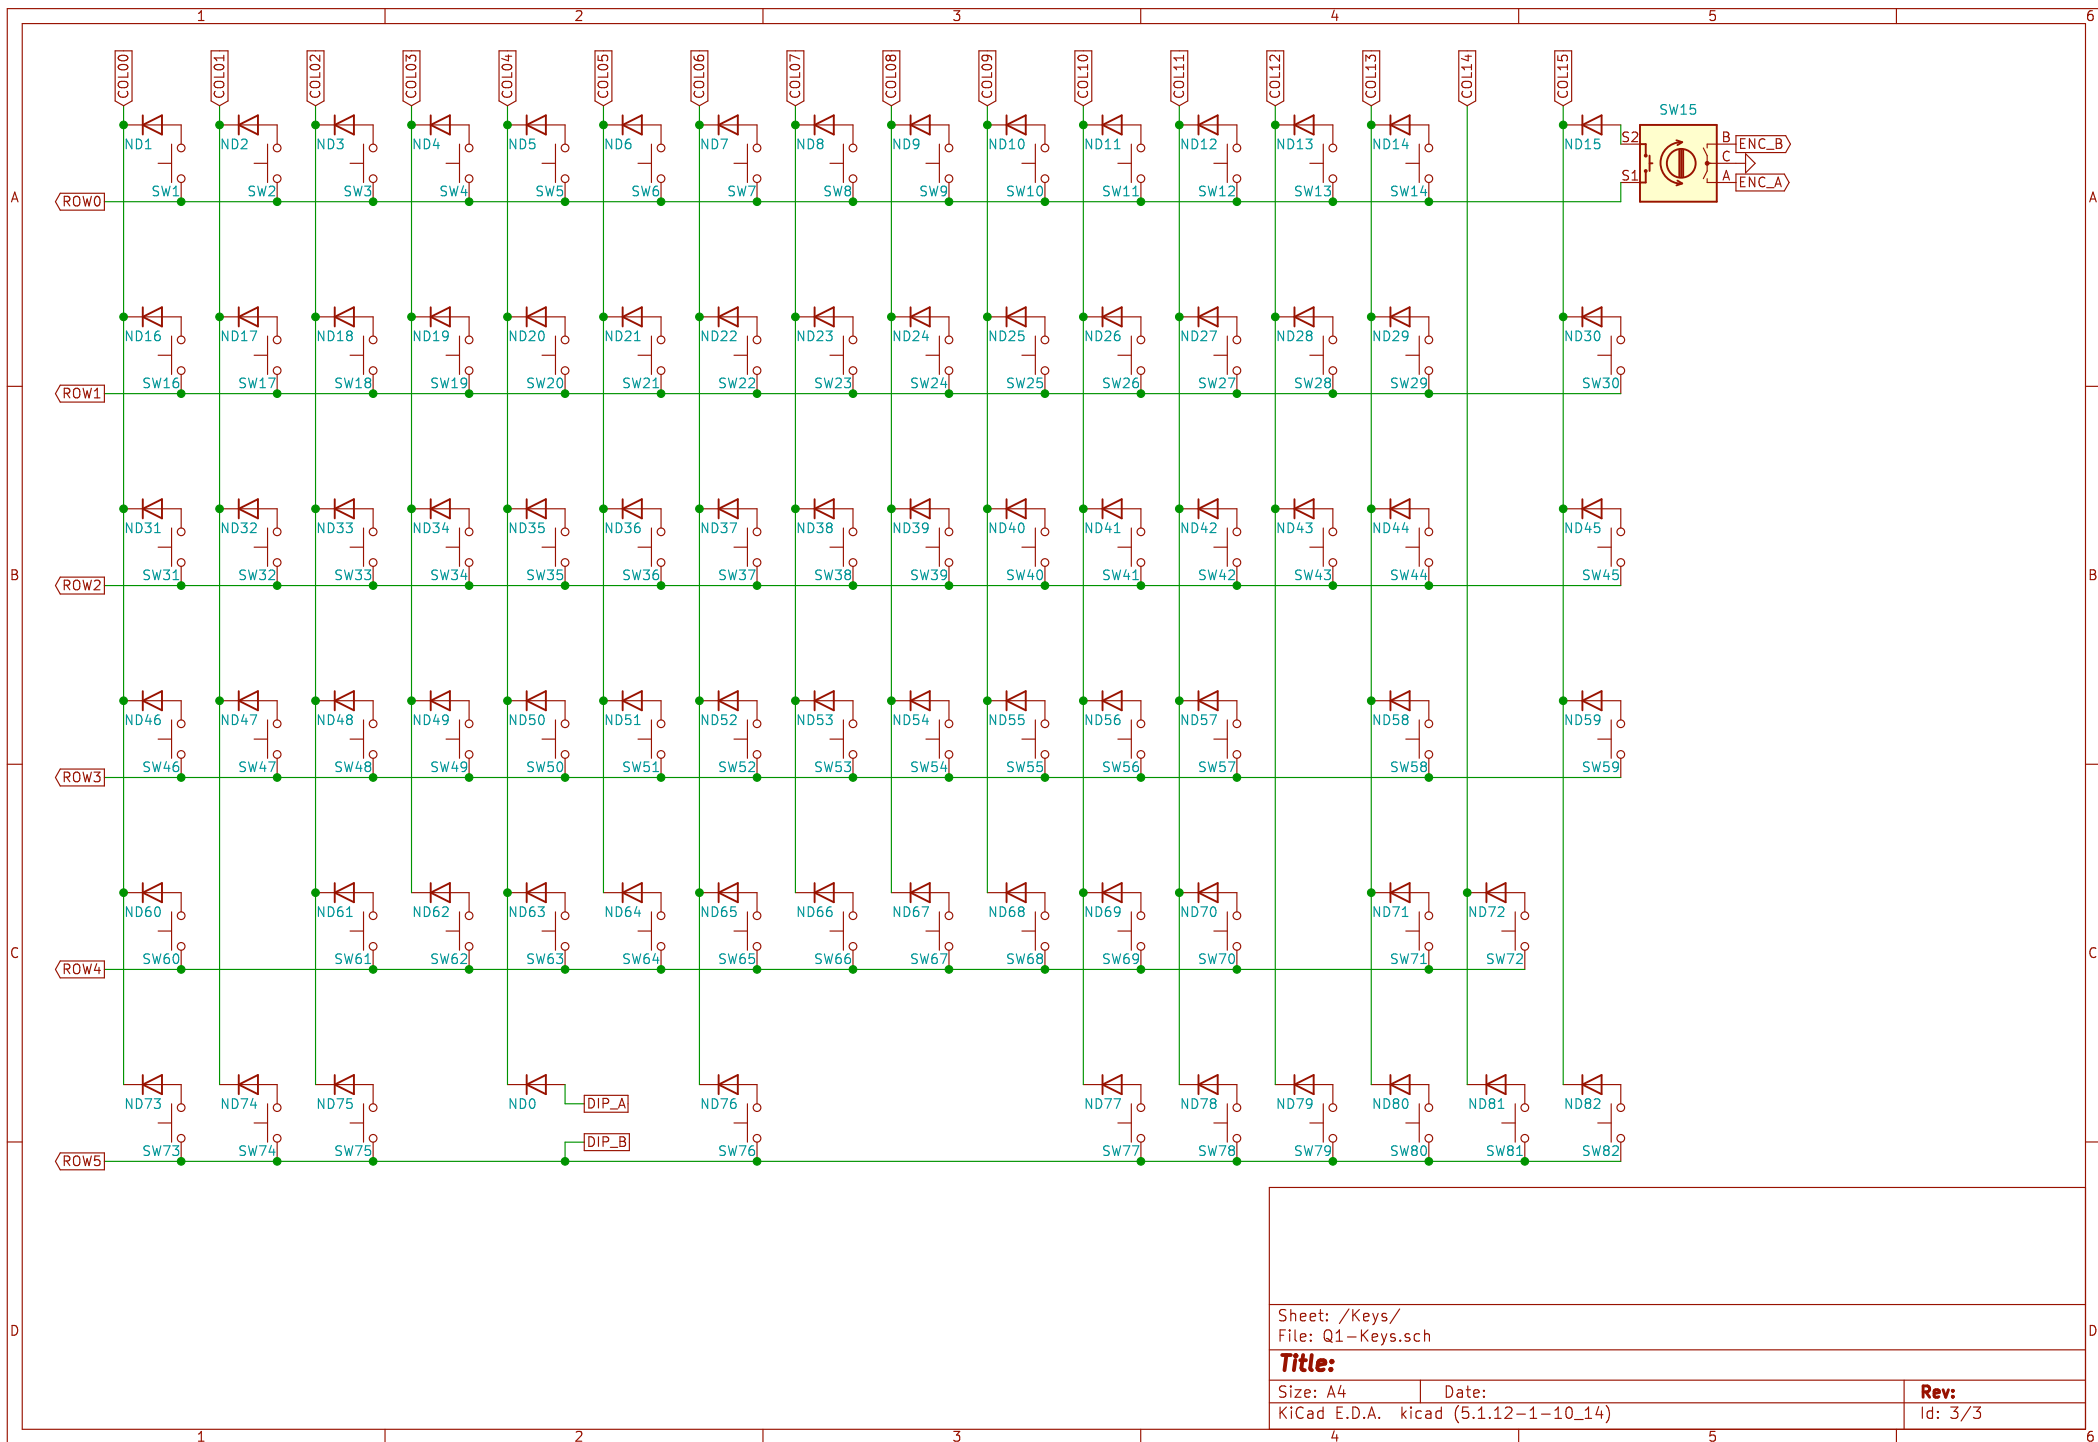 1 2 3 4 5 6
COL00 COL01 COL02 COL03 COL04 COL05 COL06 COL07 COL08 COL09 COL10 COL11 COL12 COL13 COL14 COL15
SW15
ND1 ND2 ND3 ND4 ND5 ND6 ND7 ND8 ND9 ND10 ND11 ND12 ND13 ND14 ND15 S2 B ENC_B
C
S1 A ENC_A
SW1 SW2 SW3 SW4 SW5 SW6 SW7 SW8 SW9 SW10 SW11 SW12 SW13 SW14
A ROW0 A
ND16 ND17 ND18 ND19 ND20 ND21 ND22 ND23 ND24 ND25 ND26 ND27 ND28 ND29 ND30
SW16 SW17 SW18 SW19 SW20 SW21 SW22 SW23 SW24 SW25 SW26 SW27 SW28 SW29 SW30
ROW1
ND31 ND32 ND33 ND34 ND35 ND36 ND37 ND38 ND39 ND40 ND41 ND42 ND43 ND44 ND45
B SW31 SW32 SW33 SW34 SW35 SW36 SW37 SW38 SW39 SW40 SW41 SW42 SW43 SW44 SW45 B
ROW2
ND46 ND47 ND48 ND49 ND50 ND51 ND52 ND53 ND54 ND55 ND56 ND57 ND58 ND59
SW46 SW47 SW48 SW49 SW50 SW51 SW52 SW53 SW54 SW55 SW56 SW57 SW58 SW59
ROW3
ND60 ND61 ND62 ND63 ND64 ND65 ND66 ND67 ND68 ND69 ND70 ND71 ND72
C SW60 SW61 SW62 SW63 SW64 SW65 SW66 SW67 SW68 SW69 SW70 SW71 SW72 C
ROW4
ND73 ND74 ND75 ND0 DIP_A ND76 ND77 ND78 ND79 ND80 ND81 ND82
DIP_B
SW73 SW74 SW75 SW76 SW77 SW78 SW79 SW80 SW81 SW82
ROW5
Sheet: /Keys/
D D
File: Q1-Keys.sch
Title:
Size: A4 Date: Rev:
KiCad E.D.A. kicad (5.1.12-1-10_14) Id: 3/3
1 2 3 4 5 6